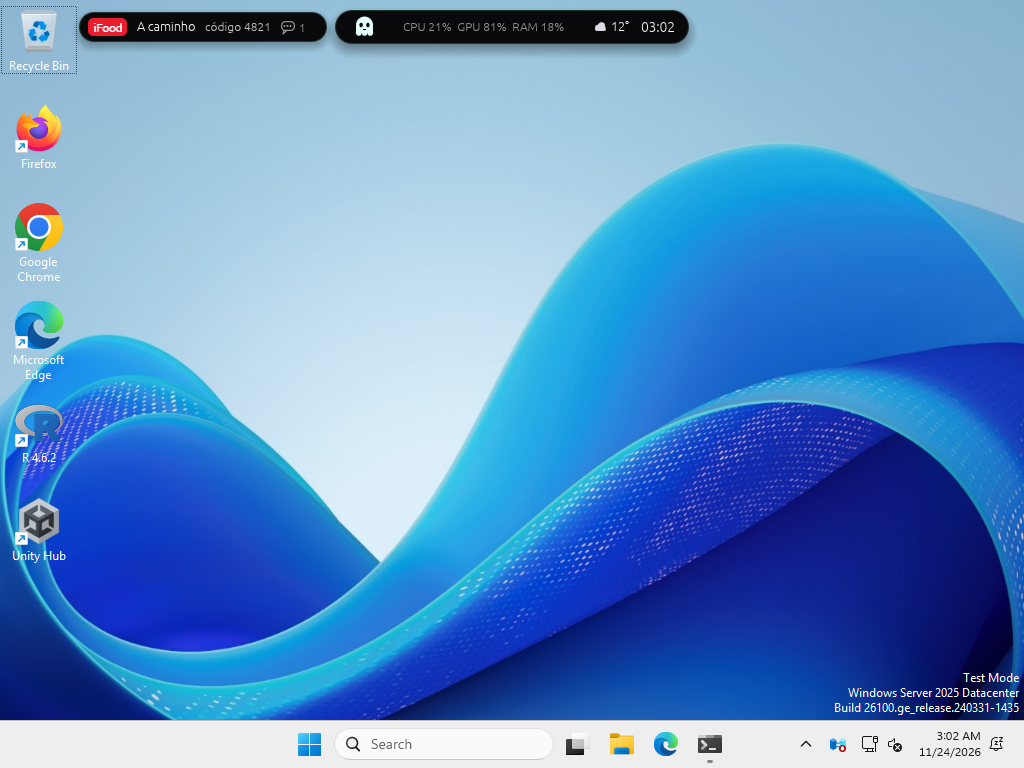 iFood A caminho código 4821 1
CPU 21% GPU 81% RAM 18% 12° 03:02
Recycle Bin
Firefox
Google
Chrome
Microsoft
Edge
R 4.6.2
Unity Hub
Test Mode
Windows Server 2025 Datacenter
Build 26100.ge_release.240331-1435
Search
3:02 AM
11/24/2026